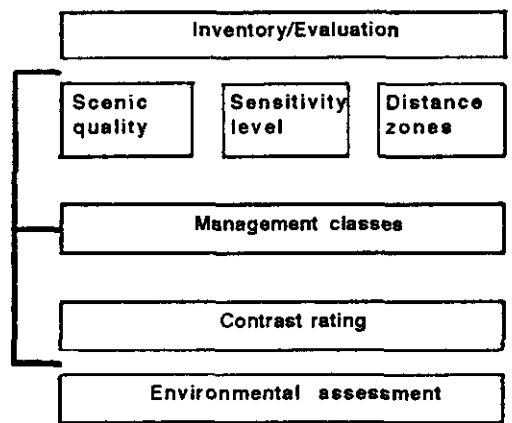 Inventory/Evaluation
Scenic quality
Sensitivity level
Distance zones
Management classes
Contrast rating
Environmental assessment